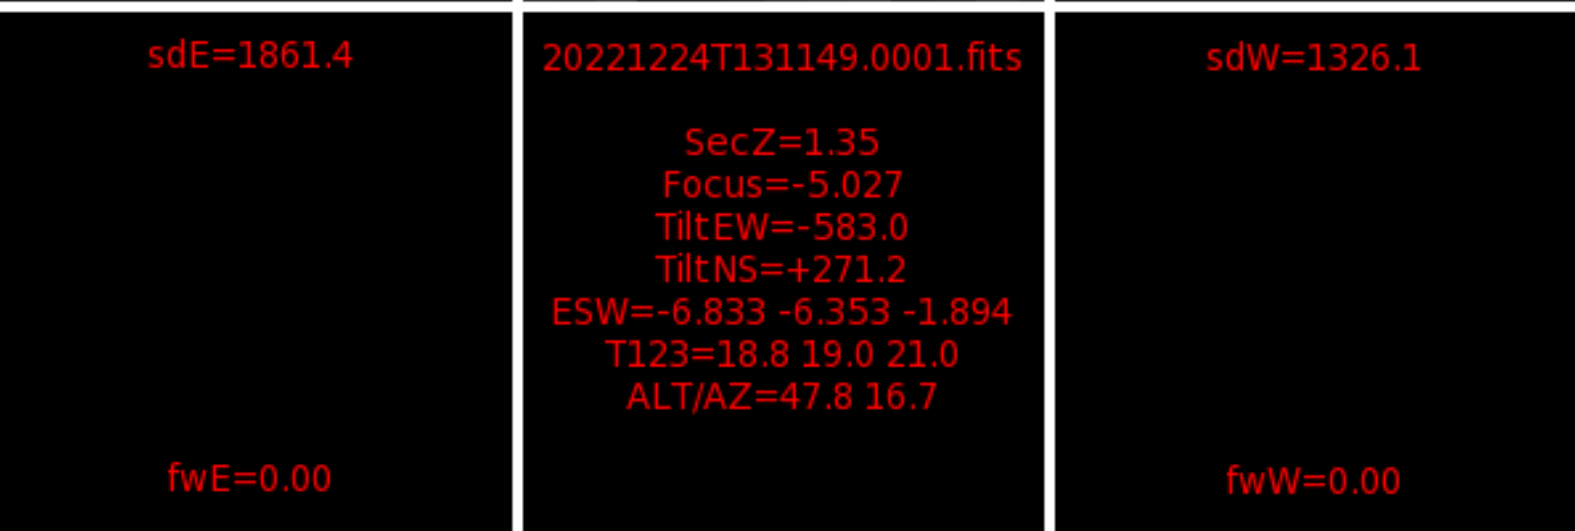 sdE=1861.4
20221224T131149.0001.fits
sdW=1326.1
SecZ=1.35
Focus=-5.027
TiltEW=-583.0
TiltNS=+271.2
ESW=-6.833 -6.353 -1.894
T123=18.8 19.0 21.0
ALT/AZ=47.8 16.7
fwE=0.00
fwW=0.00